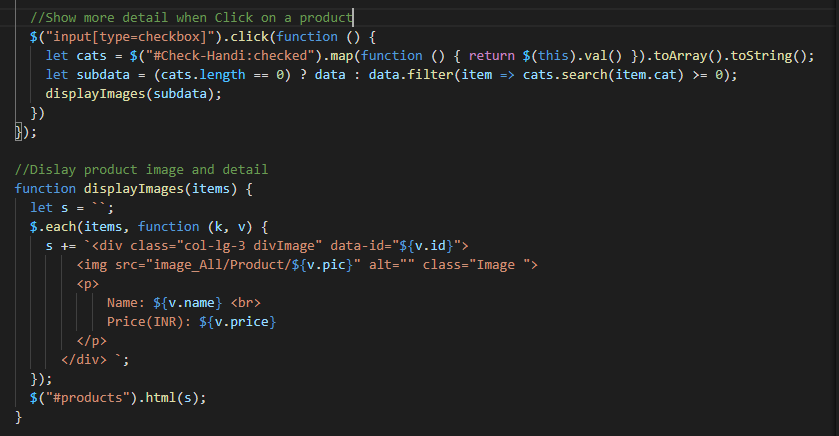 //Show more detail when Click on a product
$("input[type=checkbox]").click(function () {
let cats = $("#Check-Handi:checked").map(function () { return $(this).val() }).toArray().toString();
let subdata = (cats.length == 0) ? data : data.filter(item => cats.search(item.cat) >= 0);
displayImages(subdata);
})
});
//Dislay product image and detail
function displayImages(items) {
let s = ``;
$.each(items, function (k, v) {
s += `<div class="col-lg-3 divImage" data-id="${v.id}">
<img src="image_All/Product/${v.pic}" alt="" class="Image ">
<p>
Name: ${v.name} <br>
Price(INR): ${v.price}
</p>
</div> `;
});
$("#products").html(s);
}